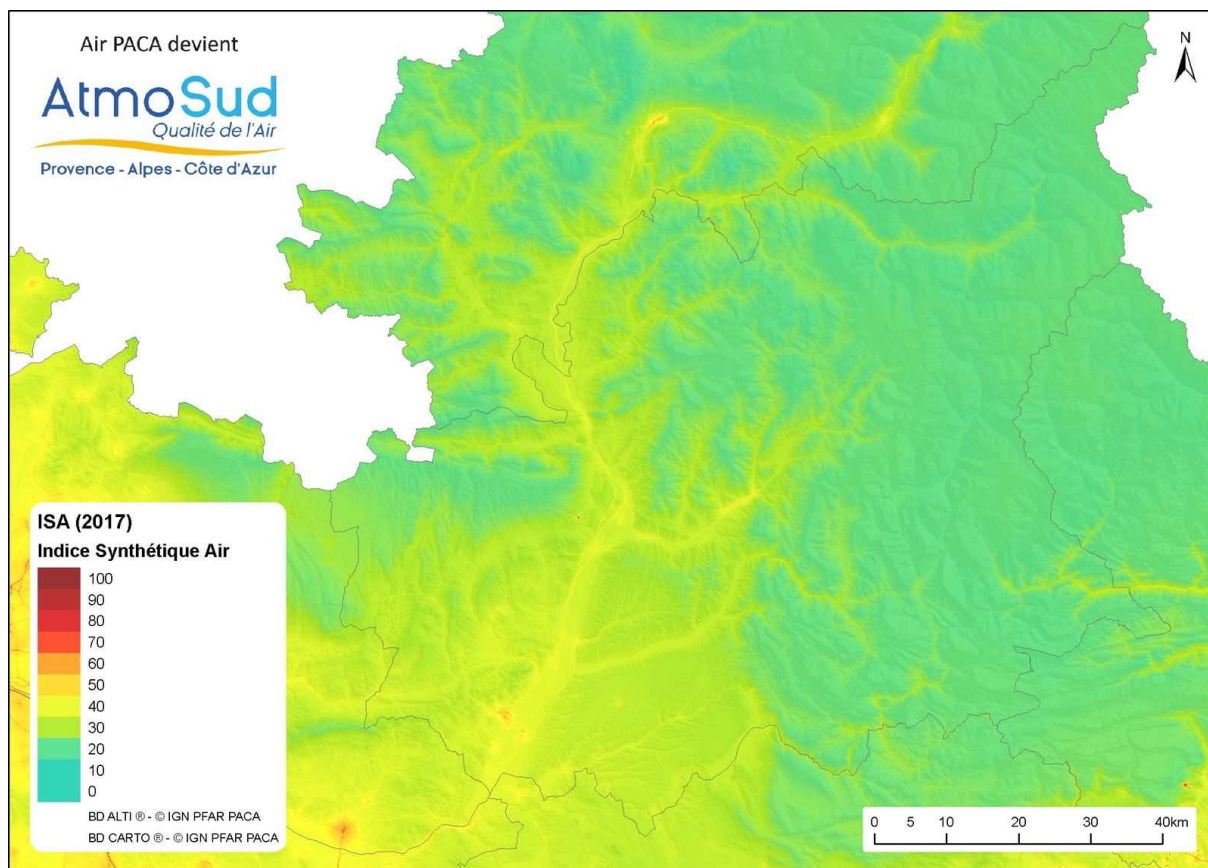 Air PACA devient
AtmoSud
Qualité de l'Air
Provence - Alpes - Côte d'Azur
N
ISA (2017)
Indice Synthétique Air
100
90
80
70
60
50
40
30
20
10
0
BD ALTI ® - © IGN PFAR PACA
BD CARTO ® - © IGN PFAR PACA
0 5 10 20 30 40km